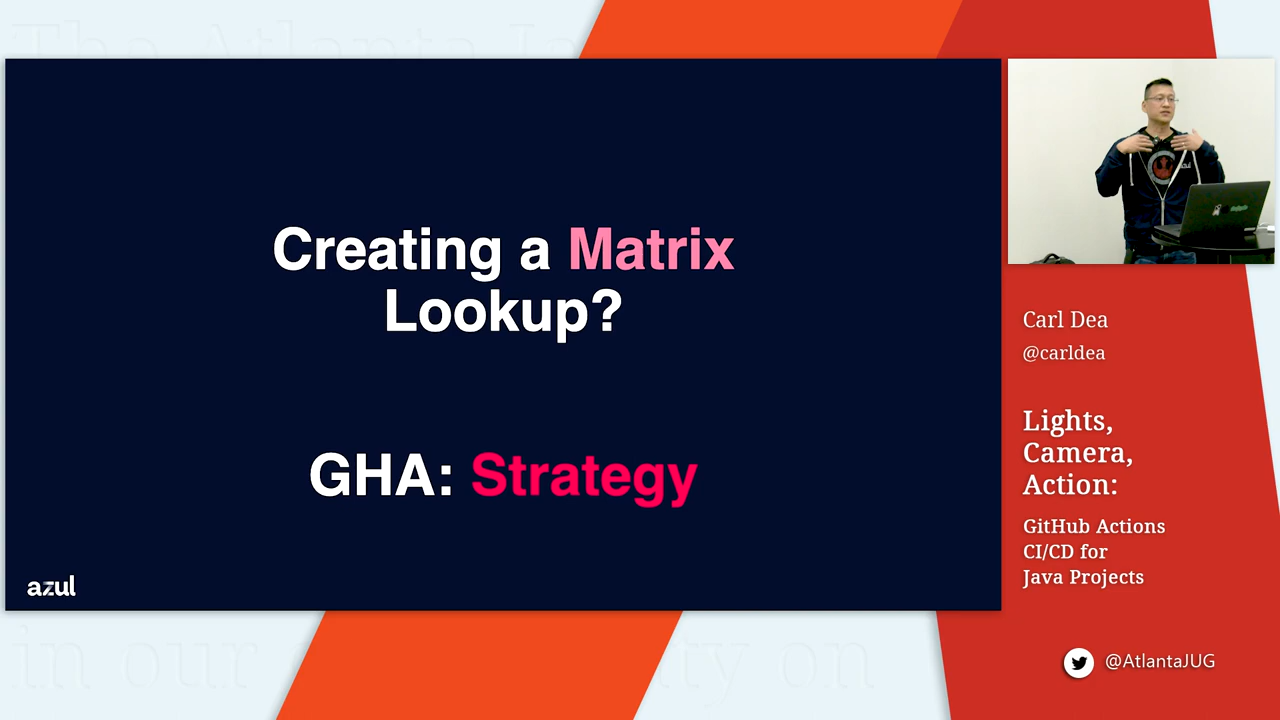 Creating a Matrix
Lookup?
GHA: Strategy
azul
Carl Dea
@carldea
Lights,
Camera,
Action:
GitHub Actions
CI/CD for
Java Projects
@AtlantaJUG